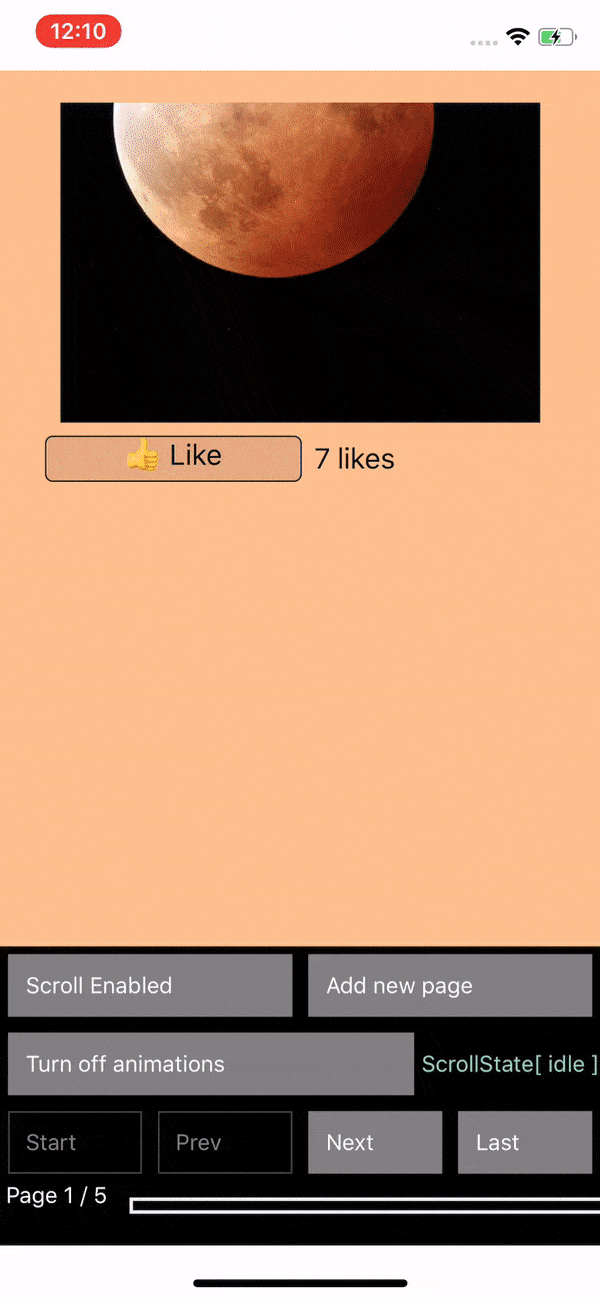 12:10
👍 Like 7 likes
Scroll Enabled Add new page
Turn off animations ScrollState[ idle ]
Start Prev Next Last
Page 1 / 5